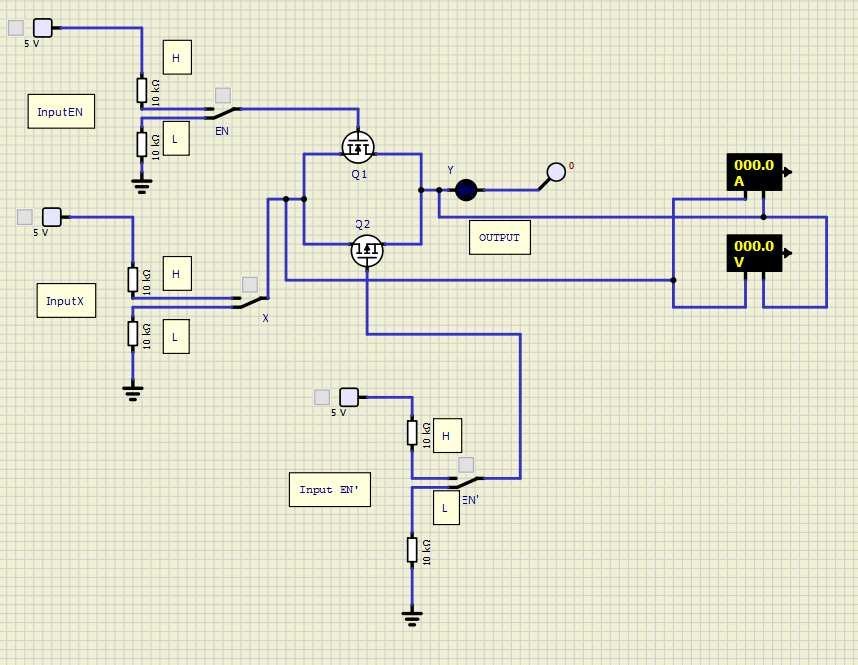 5 V
H
10 kΩ
InputEN
EN
L
10 kΩ
Q1
Y
0
000.0
A
5 V
Q2
OUTPUT
000.0
V
H
10 kΩ
InputX
X
L
10 kΩ
5 V
H
10 kΩ
Input EN'
EN'
L
10 kΩ